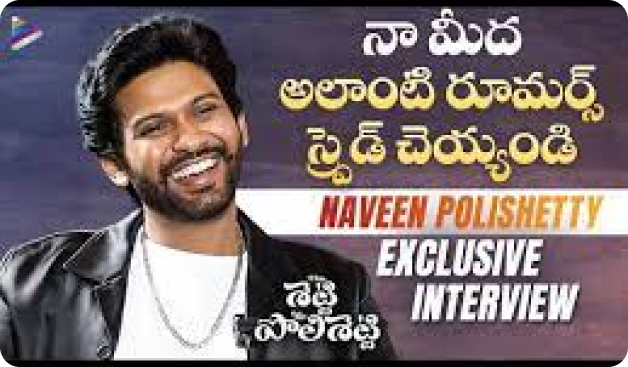 నా మీద
అలాంటి రూమర్స్
స్ప్రెడ్ చెయ్యండి
NAVEEN POLISHETTY
EXCLUSIVE
INTERVIEW
శెట్టి
పొలిశెట్టి